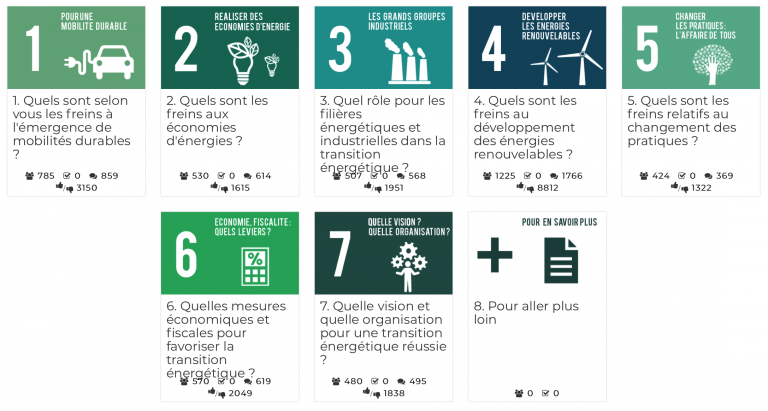 1
POUR UNE
MOBILITÉ DURABLE
1. Quels sont selon
vous les freins à
l'émergence de
mobilités durables
?
785 0 859
/ 3150
2
REALISER DES
ECONOMIES D'ENERGIE
2. Quels sont les
freins aux
économies
d'énergies ?
530 0 614
/ 1615
3
LES GRANDS GROUPES
INDUSTRIELS
3. Quel rôle pour les
filières
énergétiques et
industrielles dans la
transition
énergétique ?
507 0 568
/ 1951
4
DEVELOPPER
LES ENERGIES
RENOUVELABLES
4. Quels sont les
freins au
développement
des énergies
renouvelables ?
1225 0 1766
/ 8812
5
CHANGER
LES PRATIQUES:
L'AFFAIRE DE TOUS
5. Quels sont les
freins relatifs au
changement des
pratiques ?
424 0 369
/ 1322
6
ECONOMIE, FISCALITÉ:
QUELS LEVIERS?
%
6. Quelles mesures
économiques et
fiscales pour
favoriser la
transition
énergétique ?
570 0 619
/ 2049
7
QUELLE VISION?
QUELLE ORGANISATION?
7. Quelle vision et
quelle organisation
pour une transition
énergétique réussie
?
480 0 495
/ 1838
+
POUR EN SAVOIR PLUS
8. Pour aller plus
loin
0 0